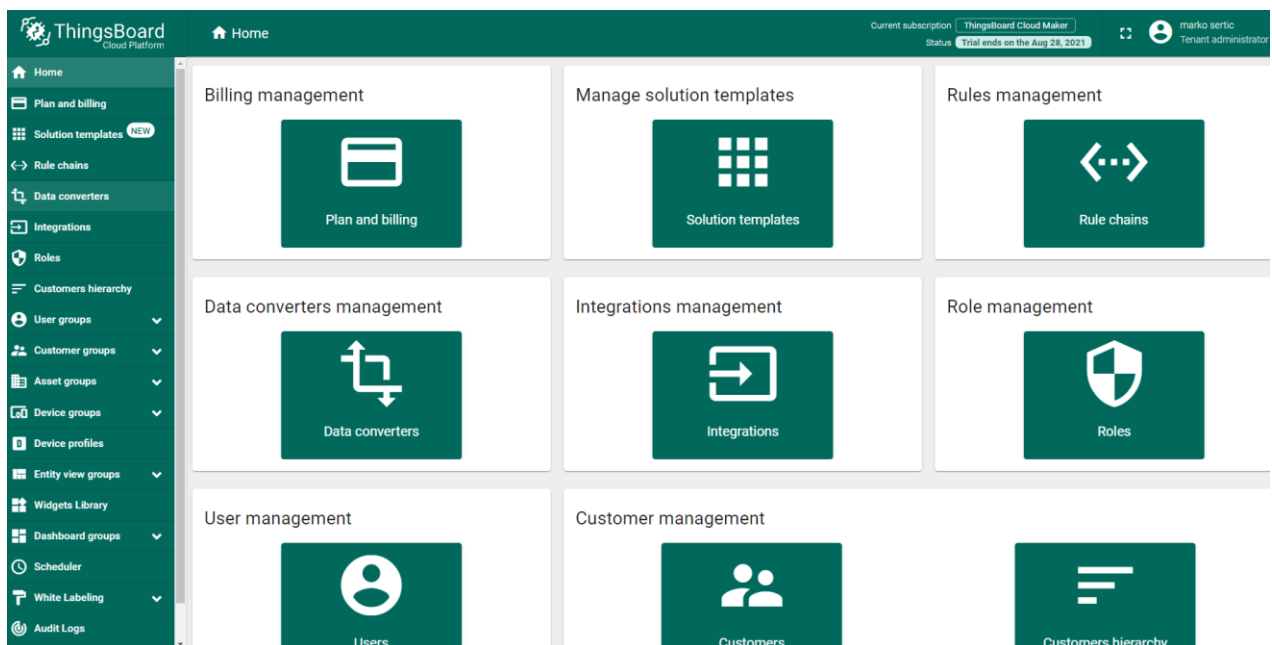 ThingsBoard
Cloud Platform
Home
Current subscription ThingsBoard Cloud Maker
Status Trial ends on the Aug 28, 2021
marko sertic
Tenant administrator
Home
Plan and billing
Solution templates NEW
Rule chains
Data converters
Integrations
Roles
Customers hierarchy
User groups
Customer groups
Asset groups
Device groups
Device profiles
Entity view groups
Widgets Library
Dashboard groups
Scheduler
White Labeling
Audit Logs
Billing management
Plan and billing
Manage solution templates
Solution templates
Rules management
Rule chains
Data converters management
Data converters
Integrations management
Integrations
Role management
Roles
User management
Users
Customer management
Customers
Customers hierarchy